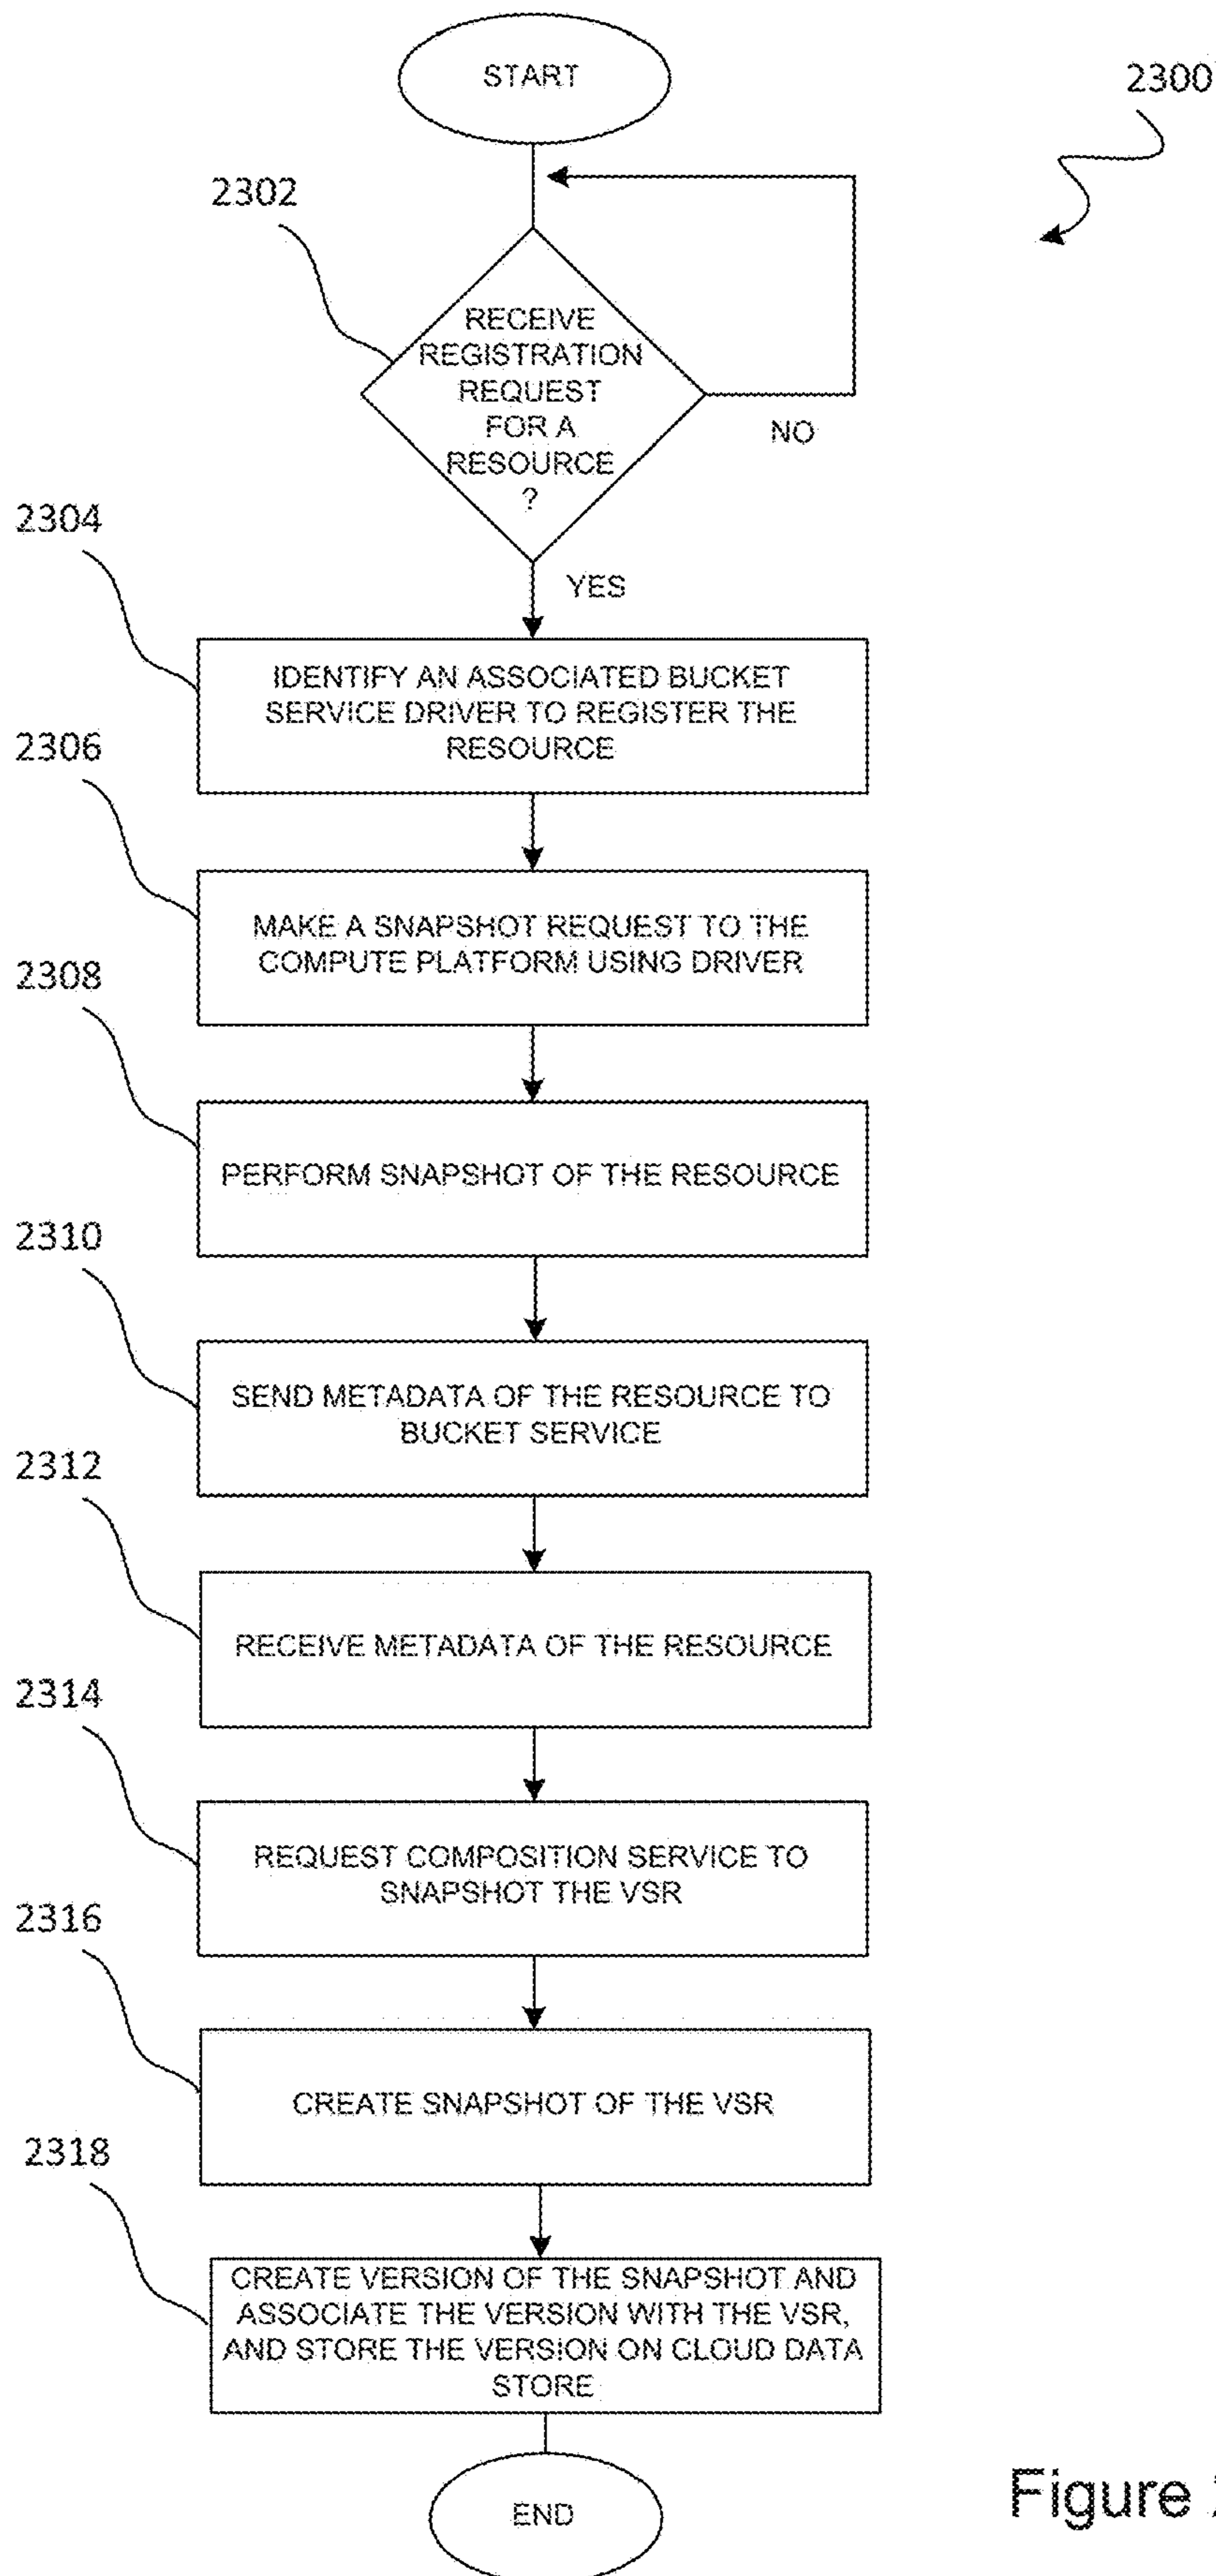 START
2300
2302
RECEIVE
REGISTRATION
REQUEST
FOR A
RESOURCE
?
NO
YES
2304
IDENTIFY AN ASSOCIATED BUCKET
SERVICE DRIVER TO REGISTER THE
RESOURCE
2306
MAKE A SNAPSHOT REQUEST TO THE
COMPUTE PLATFORM USING DRIVER
2308
PERFORM SNAPSHOT OF THE RESOURCE
2310
SEND METADATA OF THE RESOURCE TO
BUCKET SERVICE
2312
RECEIVE METADATA OF THE RESOURCE
2314
REQUEST COMPOSITION SERVICE TO
SNAPSHOT THE VSR
2316
CREATE SNAPSHOT OF THE VSR
2318
CREATE VERSION OF THE SNAPSHOT AND
ASSOCIATE THE VERSION WITH THE VSR,
AND STORE THE VERSION ON CLOUD DATA
STORE
END
Figure